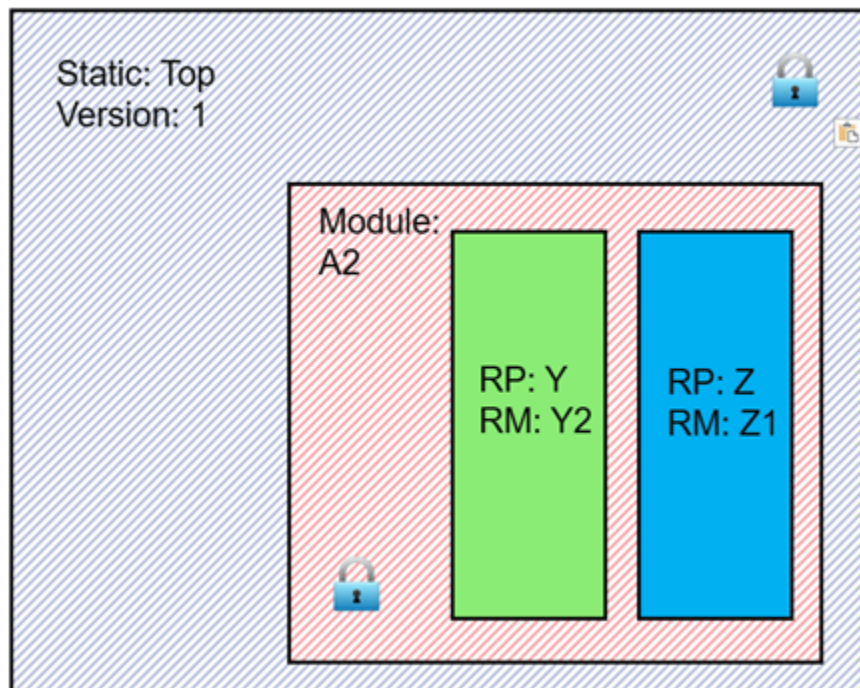 Static: Top
Version: 1
Module:
A2
RP: Y
RM: Y2
RP: Z
RM: Z1